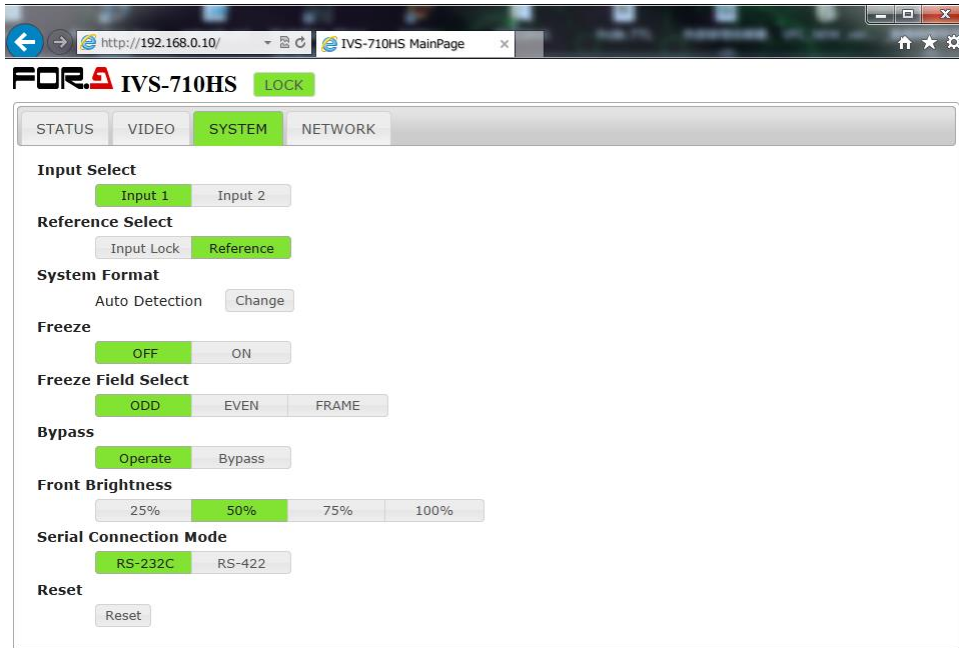 http://192.168.0.10/ IVS-710HS MainPage
FOR.A IVS-710HS LOCK
STATUS VIDEO SYSTEM NETWORK
Input Select
Input 1 Input 2
Reference Select
Input Lock Reference
System Format
Auto Detection Change
Freeze
OFF ON
Freeze Field Select
ODD EVEN FRAME
Bypass
Operate Bypass
Front Brightness
25% 50% 75% 100%
Serial Connection Mode
RS-232C RS-422
Reset
Reset